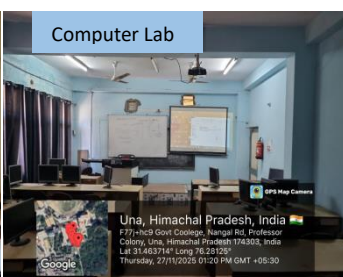 Computer Lab
GPS Map Camera
Una, Himachal Pradesh, India
F77j+hc9 Govt Coolege, Nangal Rd, Professor
Colony, Una, Himachal Pradesh 174303, India
Lat 31.463714° Long 76.28125°
Thursday, 27/11/2025 01:20 PM GMT +05:30
Google